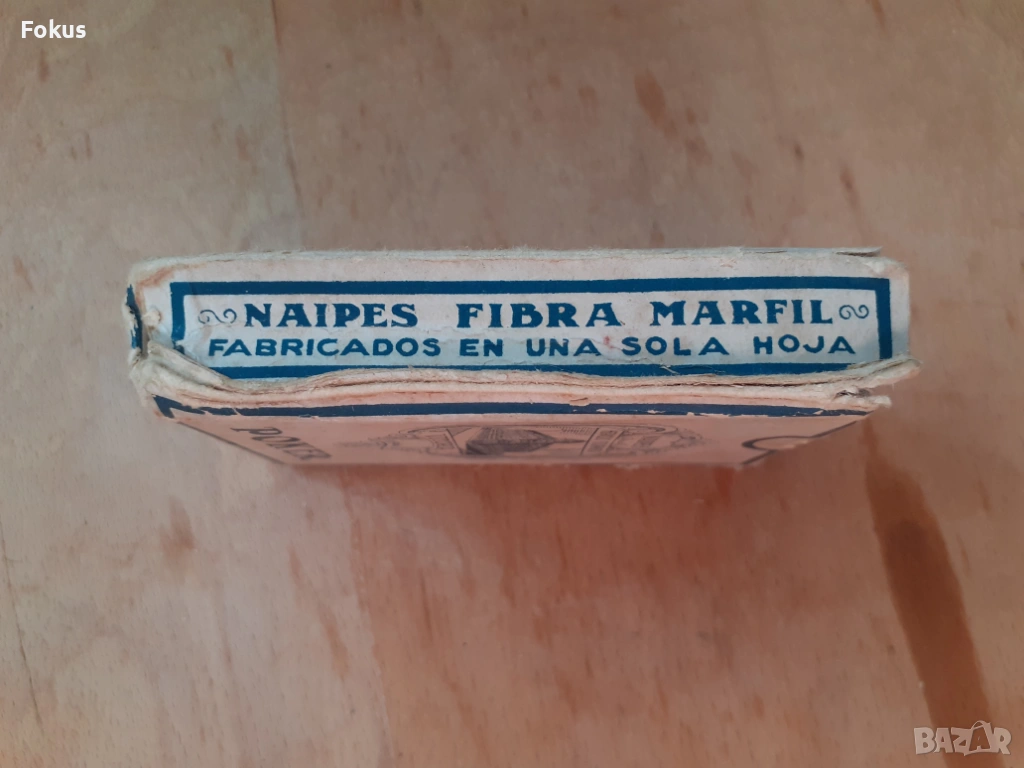 Fokus
NAIPES FIBRA MARFIL
FABRICADOS EN UNA SOLA HOJA
POKER
BAZAR